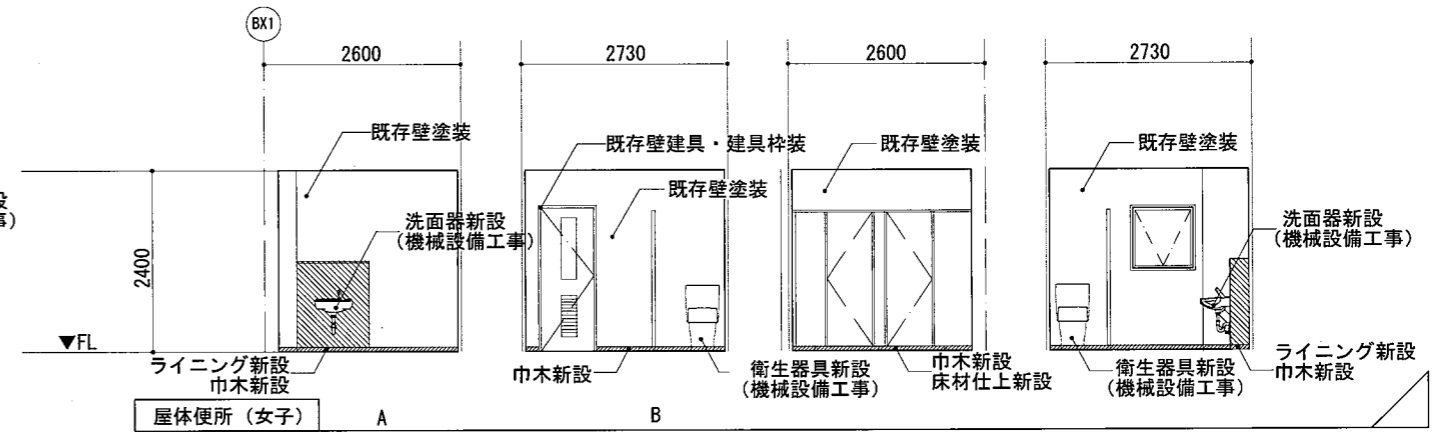 BX1
2600
2730
2600
2730
既存壁塗装
既存壁建具・建具枠装
既存壁塗装
既存壁塗装
既存壁塗装
設
事)
洗面器新設
(機械設備工事)
洗面器新設
(機械設備工事)
2400
▼FL
ライニング新設
巾木新設
巾木新設
衛生器具新設
(機械設備工事)
巾木新設
床材仕上新設
衛生器具新設
(機械設備工事)
ライニング新設
巾木新設
屋体便所（女子）
A
B